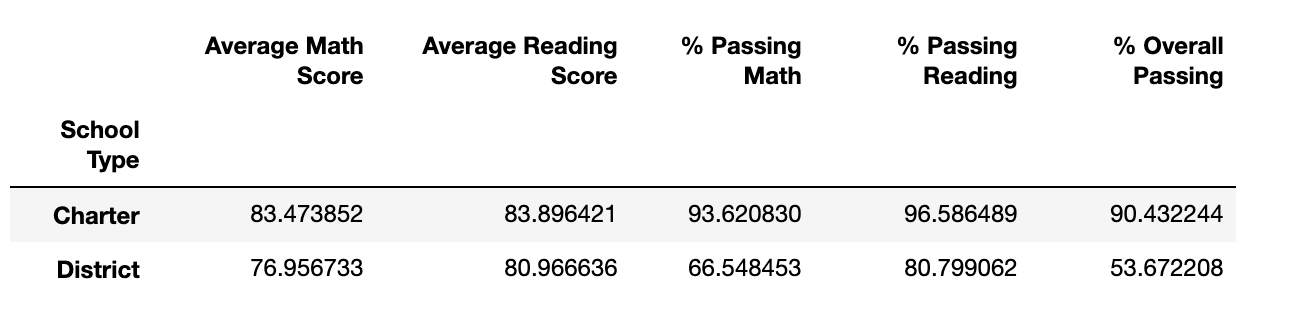 Average Math Average Reading % Passing % Passing % Overall
Score Score Math Reading Passing
School
Type
Charter 83.473852 83.896421 93.620830 96.586489 90.432244
District 76.956733 80.966636 66.548453 80.799062 53.672208